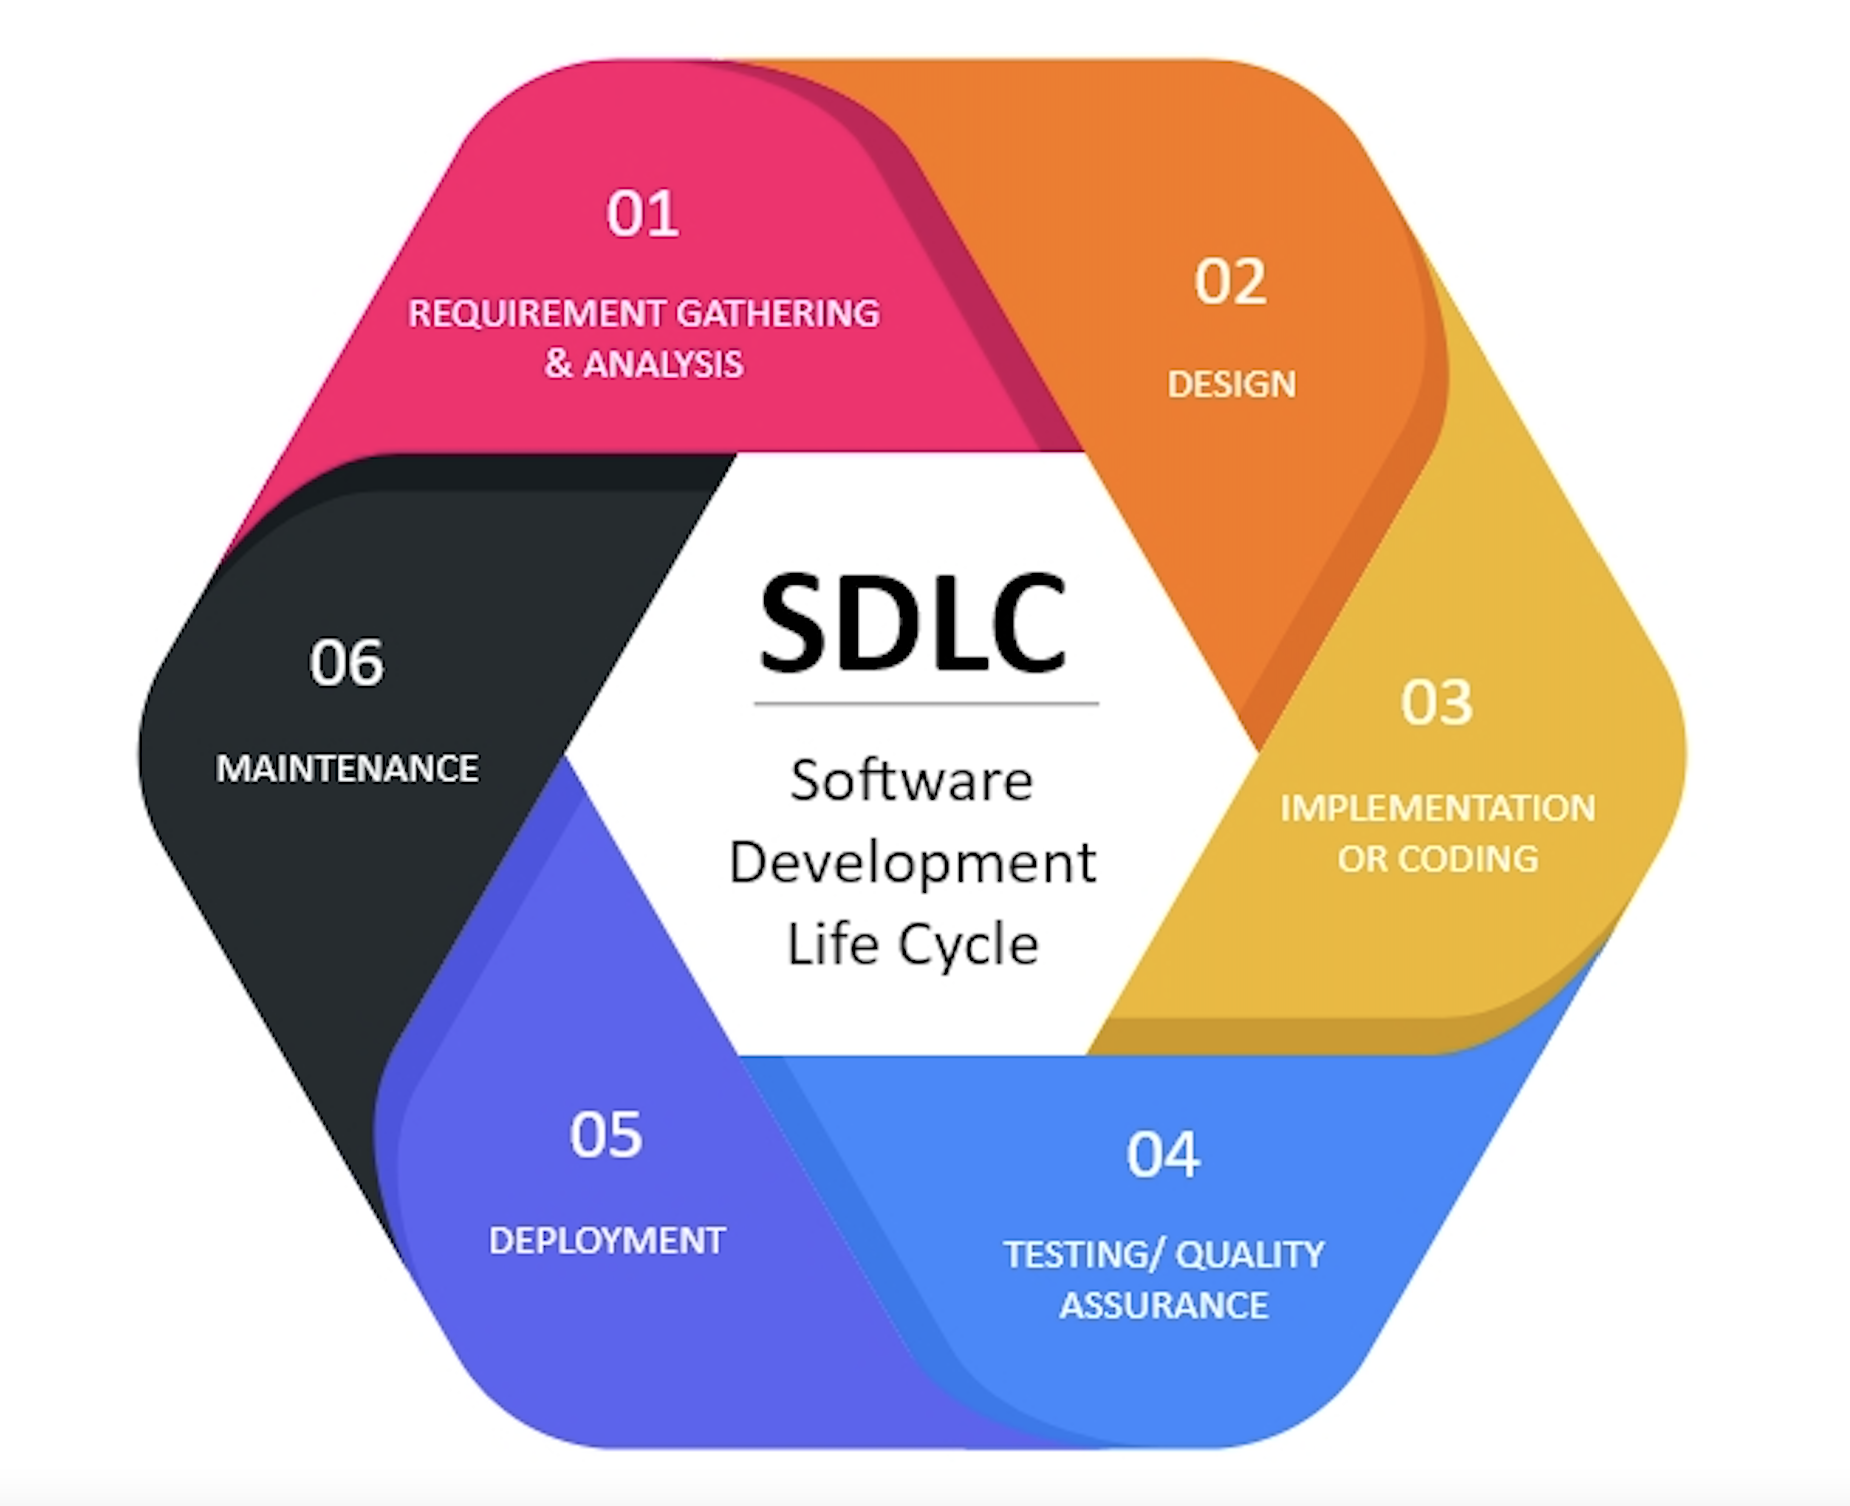 01
REQUIREMENT GATHERING
& ANALYSIS
02
DESIGN
03
IMPLEMENTATION
OR CODING
04
TESTING/ QUALITY
ASSURANCE
05
DEPLOYMENT
06
MAINTENANCE
SDLC
Software
Development
Life Cycle